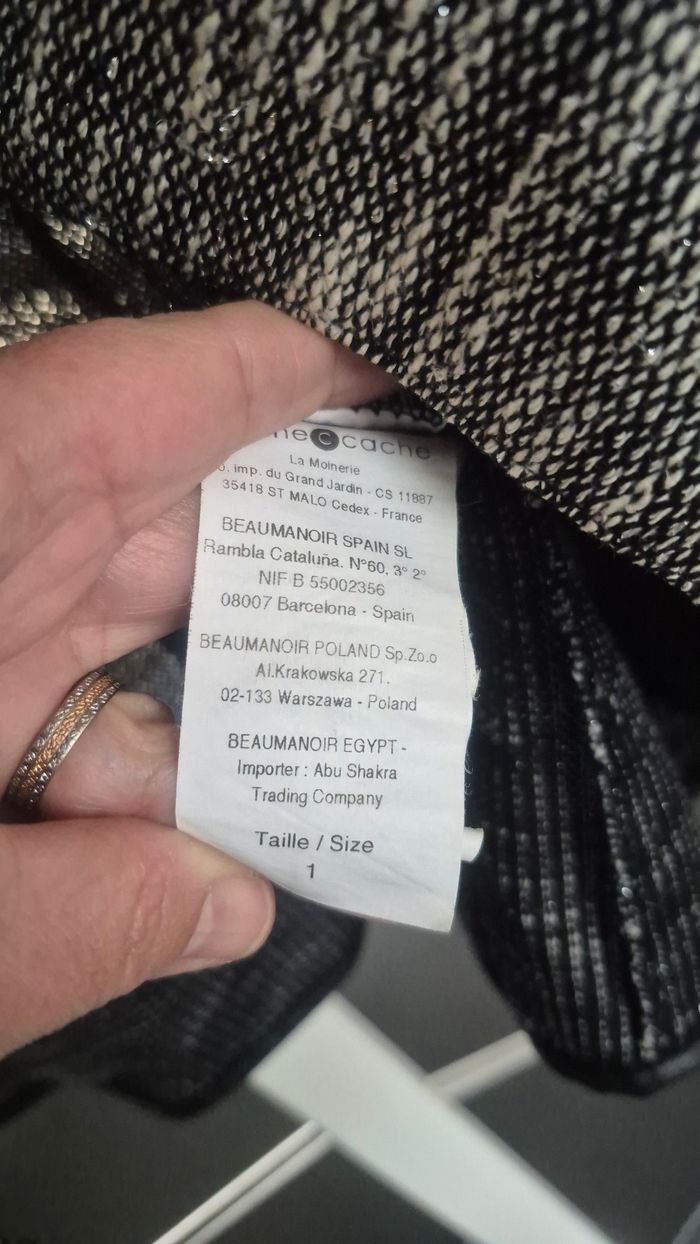 cache cache
La Moinerie
imp. du Grand Jardin - CS 11887
35418 ST MALO Cedex - France
BEAUMANOIR SPAIN SL
Rambla Cataluña. N°60, 3° 2°
NIF B 55002356
08007 Barcelona - Spain
BEAUMANOIR POLAND Sp.Zo.o
Al.Krakowska 271.
02-133 Warszawa - Poland
BEAUMANOIR EGYPT -
Importer : Abu Shakra
Trading Company
Taille / Size
1